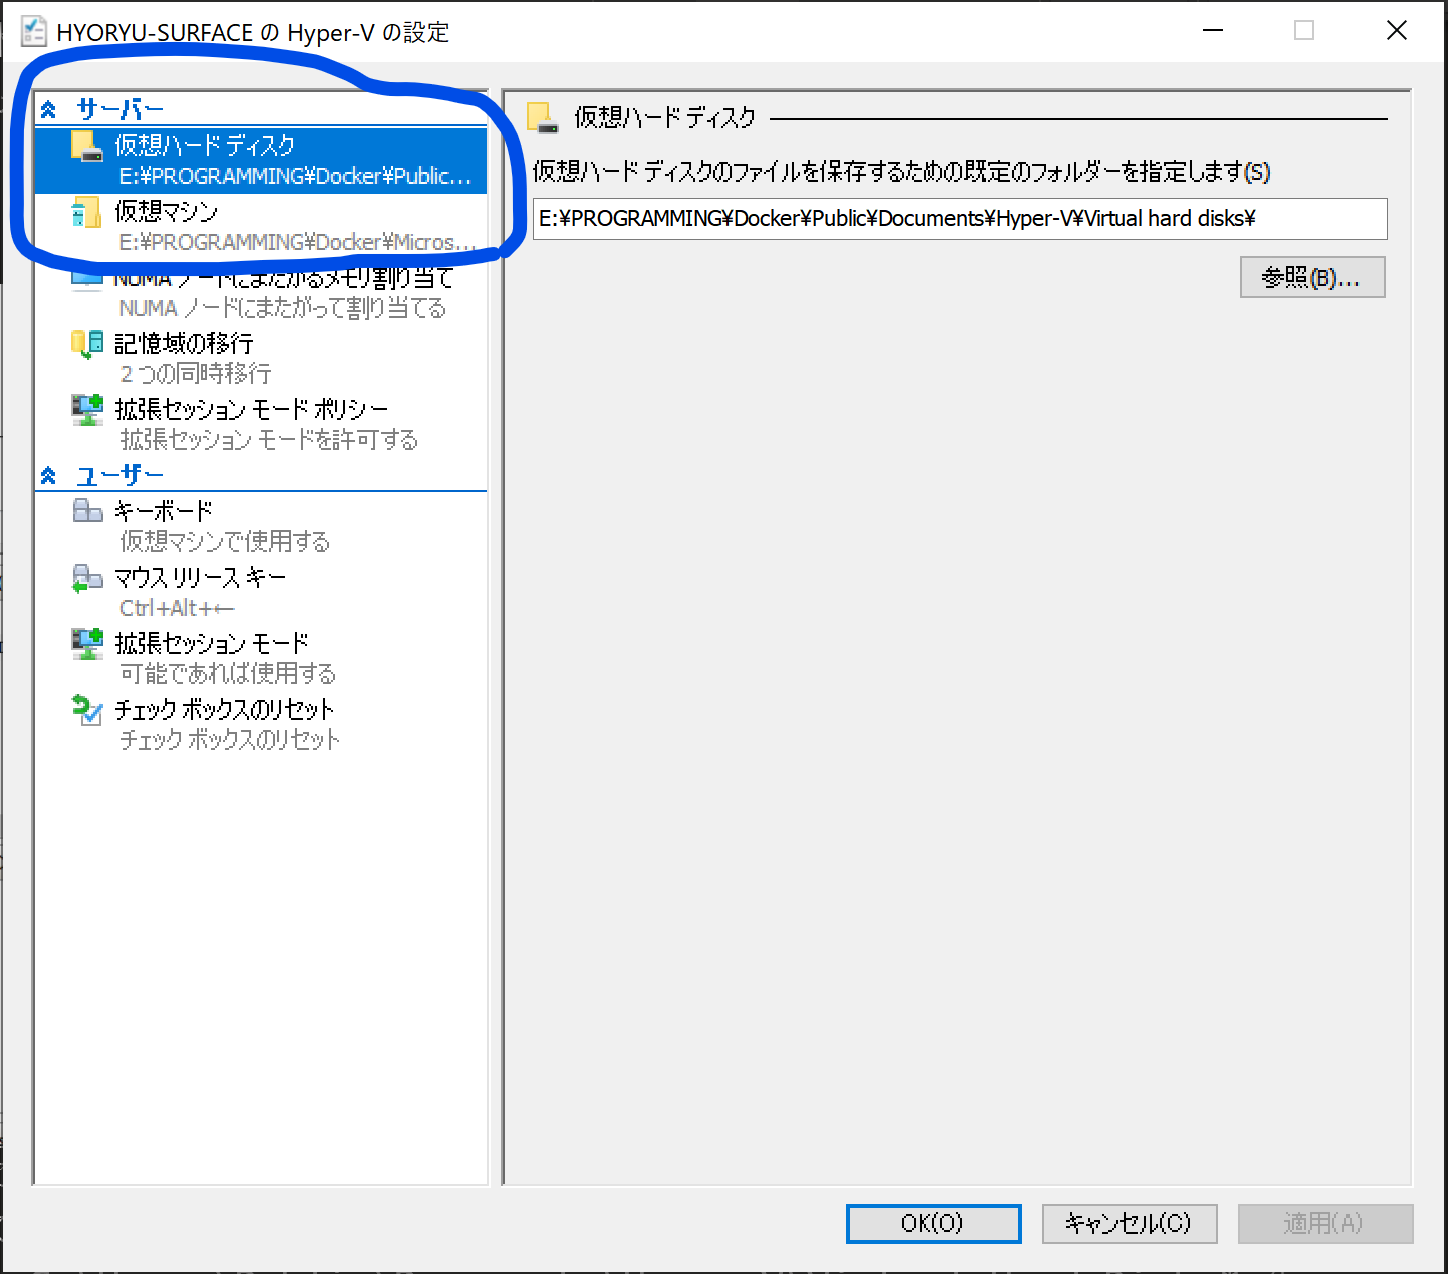 HYORYU-SURFACE の Hyper-V の設定
サーバー
仮想ハード ディスク
E:¥PROGRAMMING¥Docker¥Public...
仮想マシン
E:¥PROGRAMMING¥Docker¥Micros...
NUMA ノードにまたがるメモリ割り当て
NUMA ノードにまたがって割り当てる
記憶域の移行
2 つの同時移行
拡張セッション モード ポリシー
拡張セッション モードを許可する
ユーザー
キーボード
仮想マシンで使用する
マウス リリース キー
Ctrl+Alt+←
拡張セッション モード
可能であれば使用する
チェック ボックスのリセット
チェック ボックスのリセット
仮想ハード ディスク
仮想ハード ディスクのファイルを保存するための既定のフォルダーを指定します(S)
E:¥PROGRAMMING¥Docker¥Public¥Documents¥Hyper-V¥Virtual hard disks¥
参照(B)...
OK(O)
キャンセル(C)
適用(A)